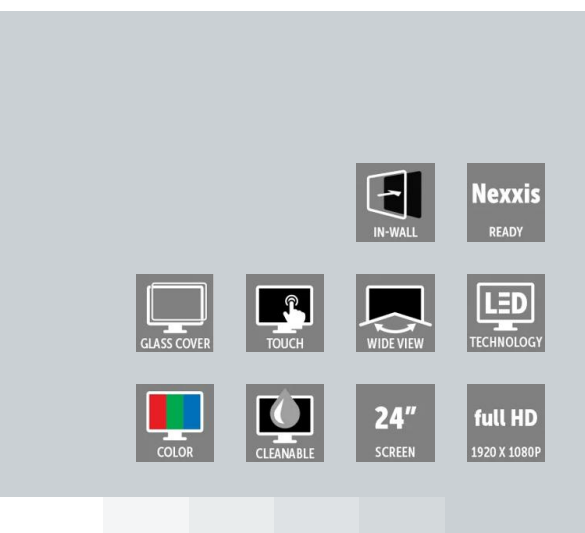 IN-WALL
Nexxis
READY
GLASS COVER
TOUCH
WIDE VIEW
LED
TECHNOLOGY
COLOR
CLEANABLE
24"
SCREEN
full HD
1920 X 1080P